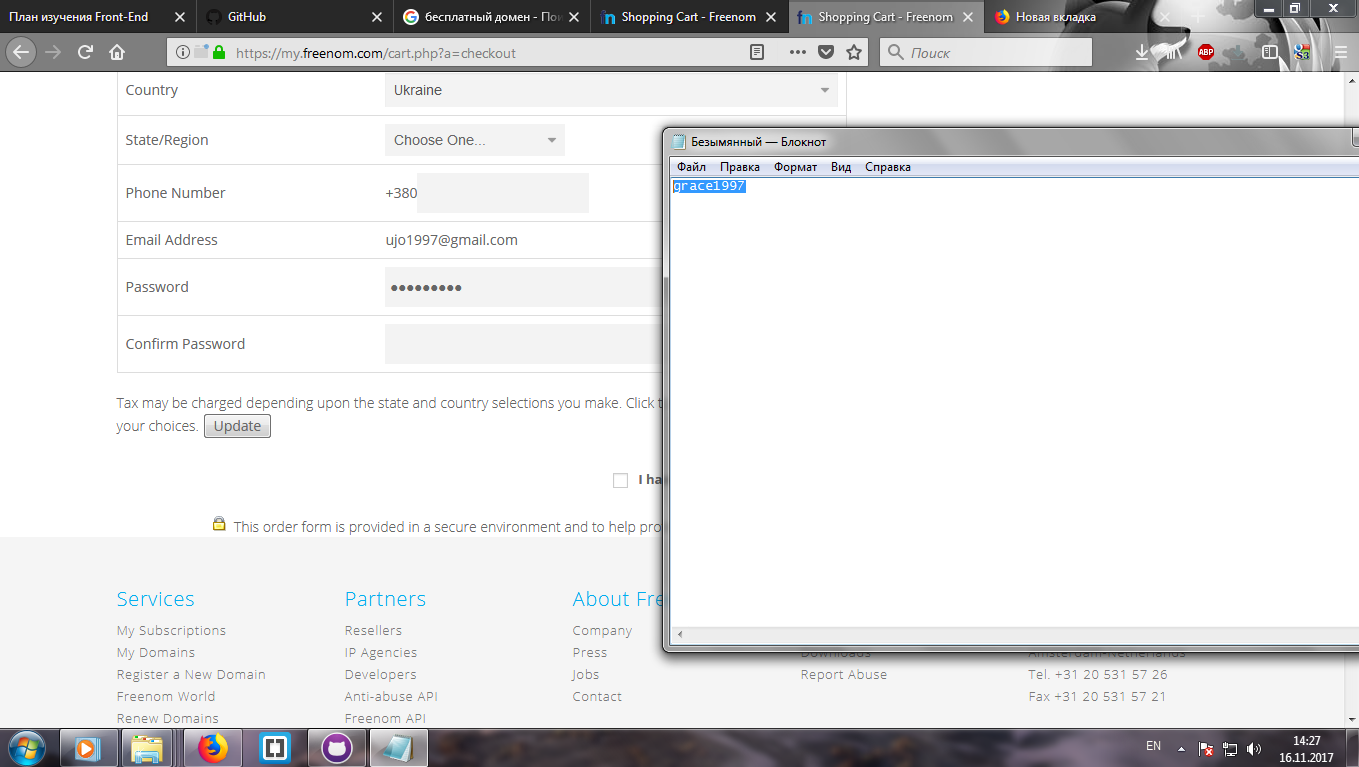 План изучения Front-End
GitHub
бесплатный домен - По
Shopping Cart - Freenom
Shopping Cart - Freenom
Новая вкладка
https://my.freenom.com/cart.php?a=checkout
Поиск
ABP
Country
Ukraine
State/Region
Choose One...
Phone Number
+380
Email Address
ujo1997@gmail.com
Password
Confirm Password
Tax may be charged depending upon the state and country selections you make. Click
your choices.
Update
I ha
This order form is provided in a secure environment and to help pro
Безымянный — Блокнот
Файл
Правка
Формат
Вид
Справка
grace1997
Services
My Subscriptions
My Domains
Register a New Domain
Freenom World
Renew Domains
Partners
Resellers
IP Agencies
Developers
Anti-abuse API
Freenom API
About Fre
Company
Press
Jobs
Contact
Downloads
Report Abuse
Amsterdam-Netherlands
Tel. +31 20 531 57 26
Fax +31 20 531 57 21
EN
14:27
16.11.2017